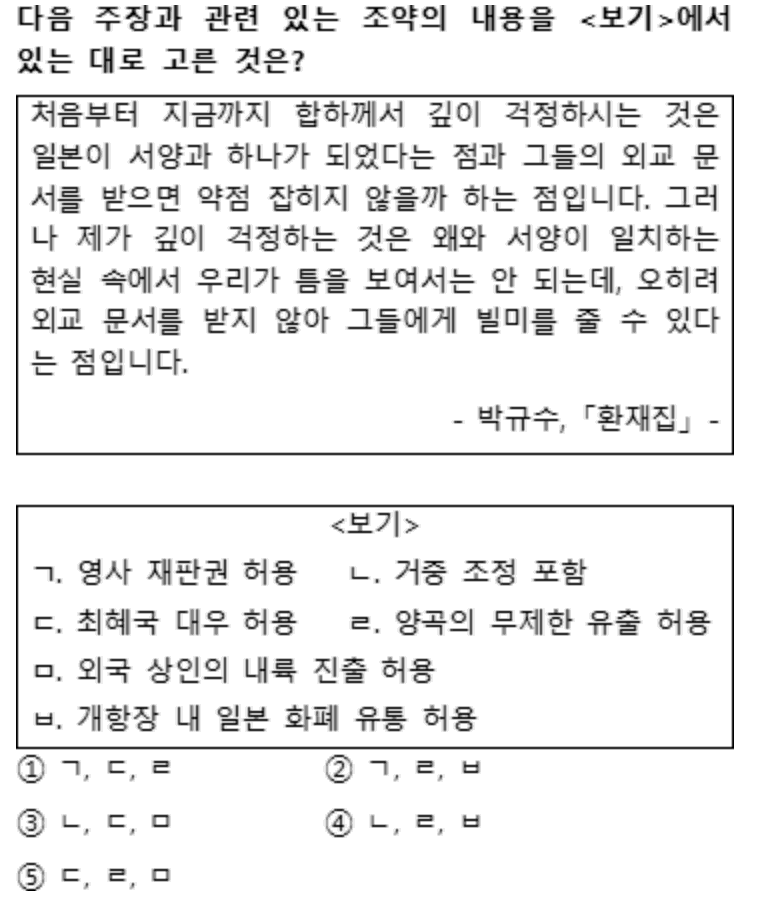 다음 주장과 관련 있는 조약의 내용을 <보기>에서
있는 대로 고른 것은?
처음부터 지금까지 합하께서 깊이 걱정하시는 것은
일본이 서양과 하나가 되었다는 점과 그들의 외교 문
서를 받으면 약점 잡히지 않을까 하는 점입니다. 그러
나 제가 깊이 걱정하는 것은 왜와 서양이 일치하는
현실 속에서 우리가 틈을 보여서는 안 되는데, 오히려
외교 문서를 받지 않아 그들에게 빌미를 줄 수 있다
는 점입니다.
- 박규수, 「환재집」 -
<보기>
ㄱ. 영사 재판권 허용 ㄴ. 거중 조정 포함
ㄷ. 최혜국 대우 허용 ㄹ. 양곡의 무제한 유출 허용
ㅁ. 외국 상인의 내륙 진출 허용
ㅂ. 개항장 내 일본 화폐 유통 허용
① ㄱ, ㄷ, ㄹ ② ㄱ, ㄹ, ㅂ
③ ㄴ, ㄷ, ㅁ ④ ㄴ, ㄹ, ㅂ
⑤ ㄷ, ㄹ, ㅁ